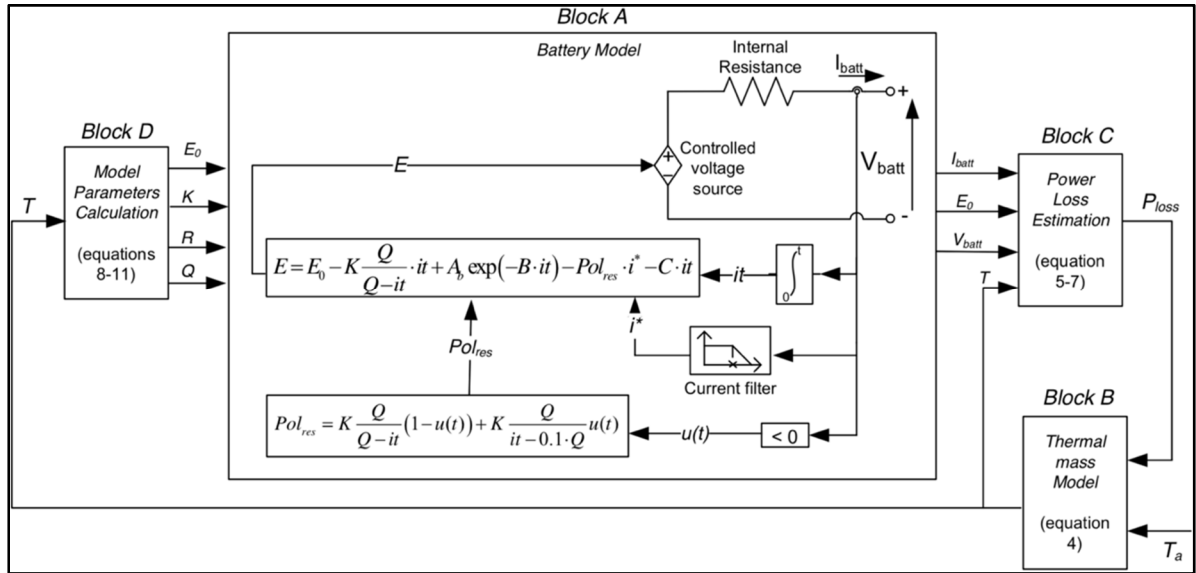 Block A
Battery Model
Internal
Resistance
I_batt
+
Block D
Model
Parameters
Calculation
(equations
8-11)
T
E_0
K
R
Q
E
+
−
Controlled
voltage
source
V_batt
-
E = E_0 − K Q/(Q−it) · it + A_b exp(−B·it) − Pol_res · i^* − C·it
it
∫_0^t
i*
Current filter
Pol_res
Pol_res = K Q/(Q−it) (1−u(t)) + K Q/(it−0.1·Q) u(t)
u(t)
< 0
Block C
I_batt
E_0
V_batt
T
Power
Loss
Estimation
(equation
5-7)
P_loss
Block B
Thermal
mass
Model
(equation
4)
T_a